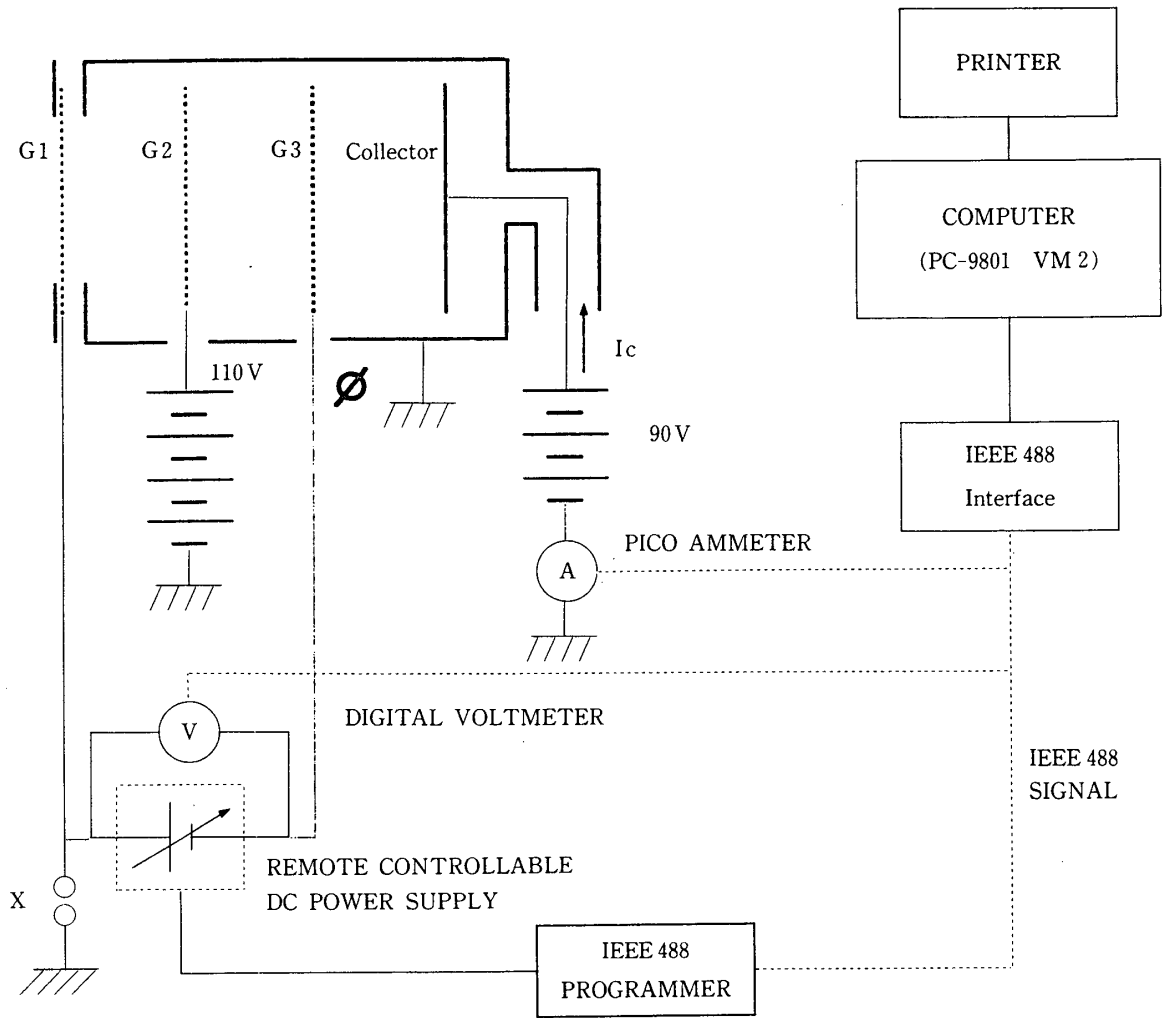 PRINTER
G1
G2
G3
Collector
COMPUTER
(PC-9801 VM 2)
Ic
110 V
ø
90 V
IEEE 488
Interface
PICO AMMETER
A
V
DIGITAL VOLTMETER
IEEE 488
SIGNAL
REMOTE CONTROLLABLE
DC POWER SUPPLY
X
IEEE 488
PROGRAMMER